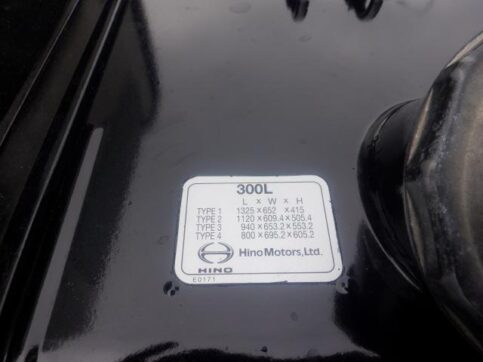 300L
L × W × H
TYPE 1 1325×652 ×415
TYPE 2 1120×609.4×505.4
TYPE 3 940×653.2×553.2
TYPE 4 800×695.2×605.2
HINO Hino Motors, Ltd.
E0171